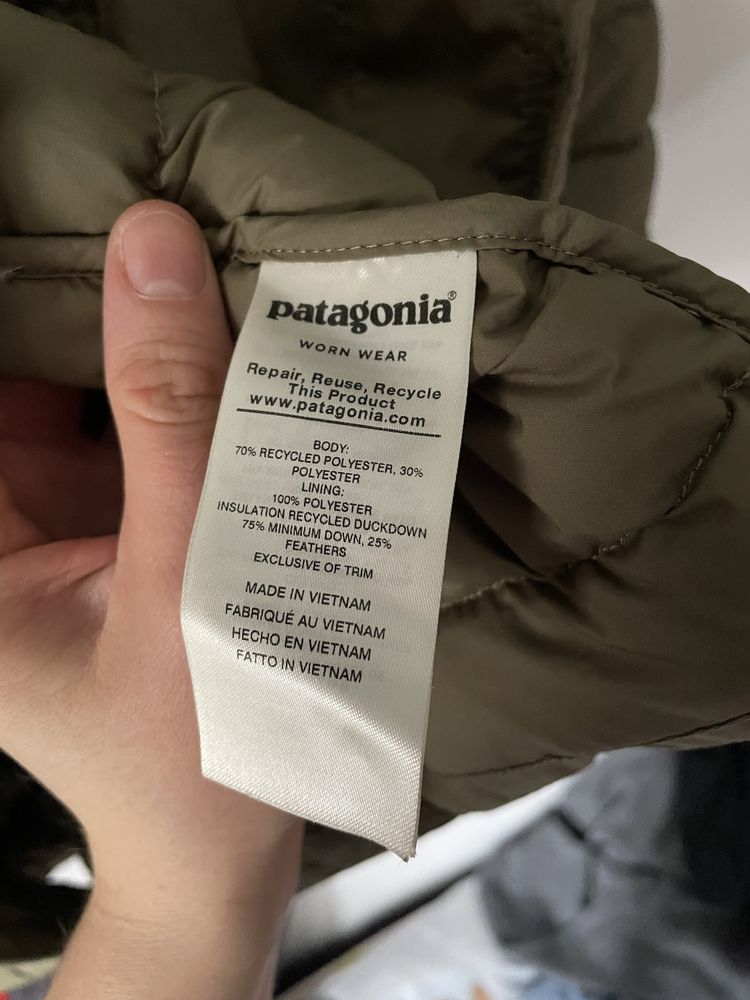 patagonia®
WORN WEAR
Repair, Reuse, Recycle
This Product
www.patagonia.com
BODY:
70% RECYCLED POLYESTER, 30%
POLYESTER
LINING:
100% POLYESTER
INSULATION RECYCLED DUCKDOWN
75% MINIMUM DOWN, 25%
FEATHERS
EXCLUSIVE OF TRIM
MADE IN VIETNAM
FABRIQUÉ AU VIETNAM
HECHO EN VIETNAM
FATTO IN VIETNAM